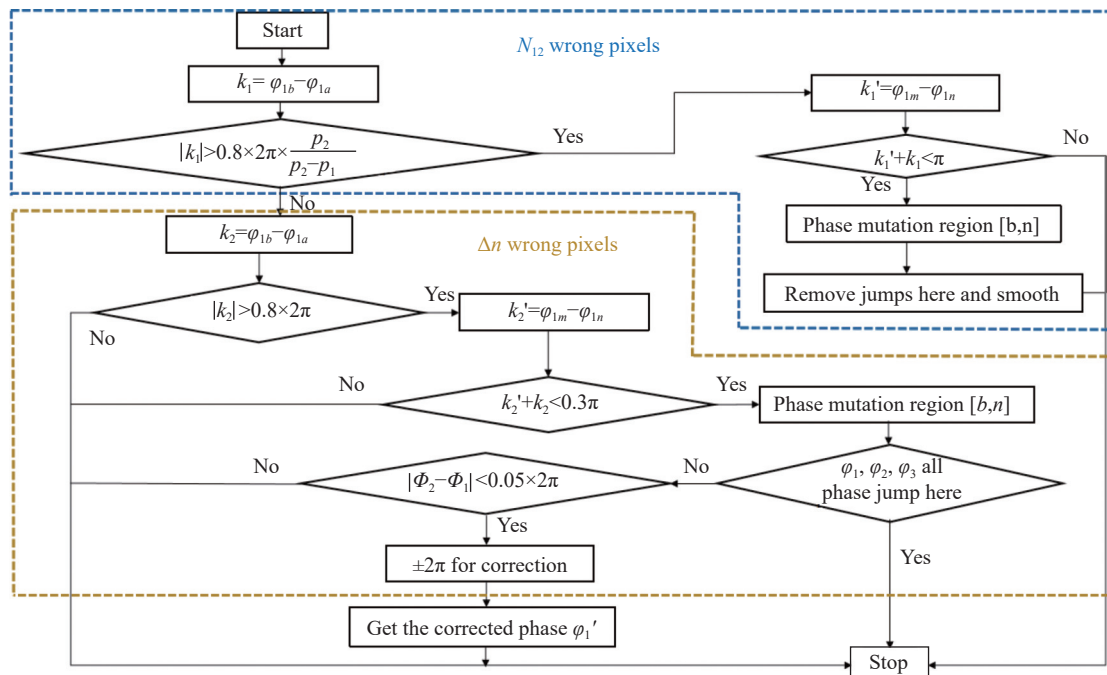 Start
N₁₂ wrong pixels
k₁= φ₁b−φ₁a
k₁'=φ₁m−φ₁n
|k₁|>0.8×2π× p₂/(p₂−p₁)
Yes
k₁'+k₁<π
No
Yes
No
Phase mutation region [b,n]
k₂=φ₁b−φ₁a
Δn wrong pixels
Remove jumps here and smooth
|k₂|>0.8×2π
Yes
k₂'=φ₁m−φ₁n
No
No
k₂'+k₂<0.3π
Yes
Phase mutation region [b,n]
No
|Φ₂−Φ₁|<0.05×2π
No
φ₁, φ₂, φ₃ all
phase jump here
Yes
±2π for correction
Yes
Get the corrected phase φ₁′
Stop